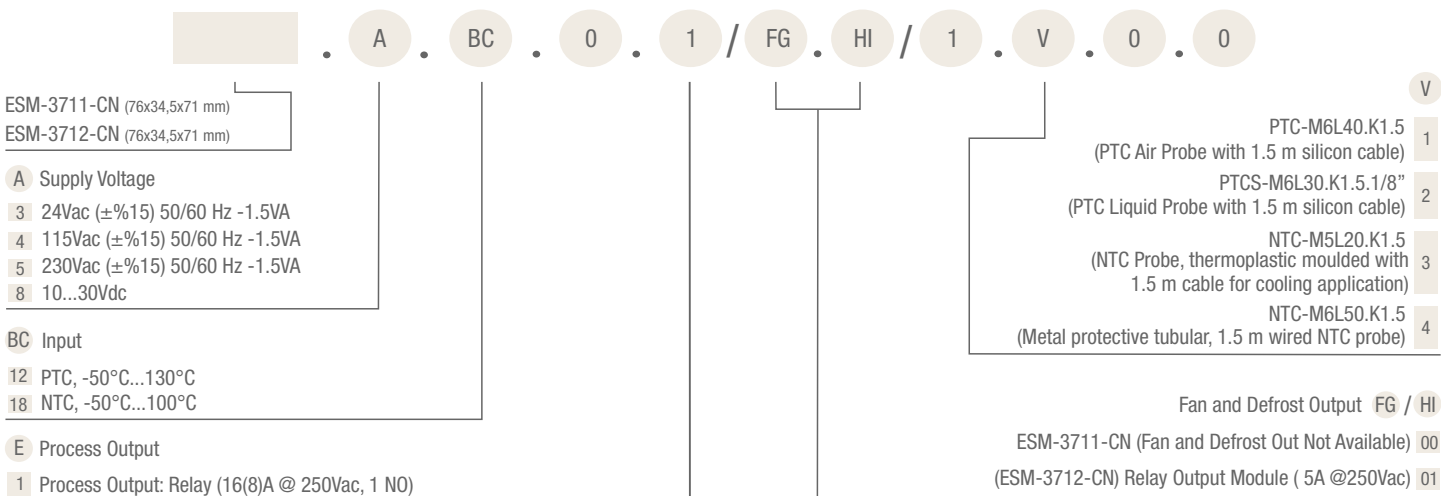 . A . BC . 0 . 1 / FG . HI / 1 . V . 0 . 0
ESM-3711-CN (76x34,5x71 mm)
ESM-3712-CN (76x34,5x71 mm)
A Supply Voltage
3 24Vac (±%15) 50/60 Hz -1.5VA
4 115Vac (±%15) 50/60 Hz -1.5VA
5 230Vac (±%15) 50/60 Hz -1.5VA
8 10...30Vdc
BC Input
12 PTC, -50°C...130°C
18 NTC, -50°C...100°C
E Process Output
1 Process Output: Relay (16(8)A @ 250Vac, 1 NO)
V
PTC-M6L40.K1.5
(PTC Air Probe with 1.5 m silicon cable) 1
PTCS-M6L30.K1.5.1/8”
(PTC Liquid Probe with 1.5 m silicon cable) 2
NTC-M5L20.K1.5
(NTC Probe, thermoplastic moulded with 3
1.5 m cable for cooling application)
NTC-M6L50.K1.5
(Metal protective tubular, 1.5 m wired NTC probe) 4
Fan and Defrost Output FG / HI
ESM-3711-CN (Fan and Defrost Out Not Available) 00
(ESM-3712-CN) Relay Output Module ( 5A @250Vac) 01